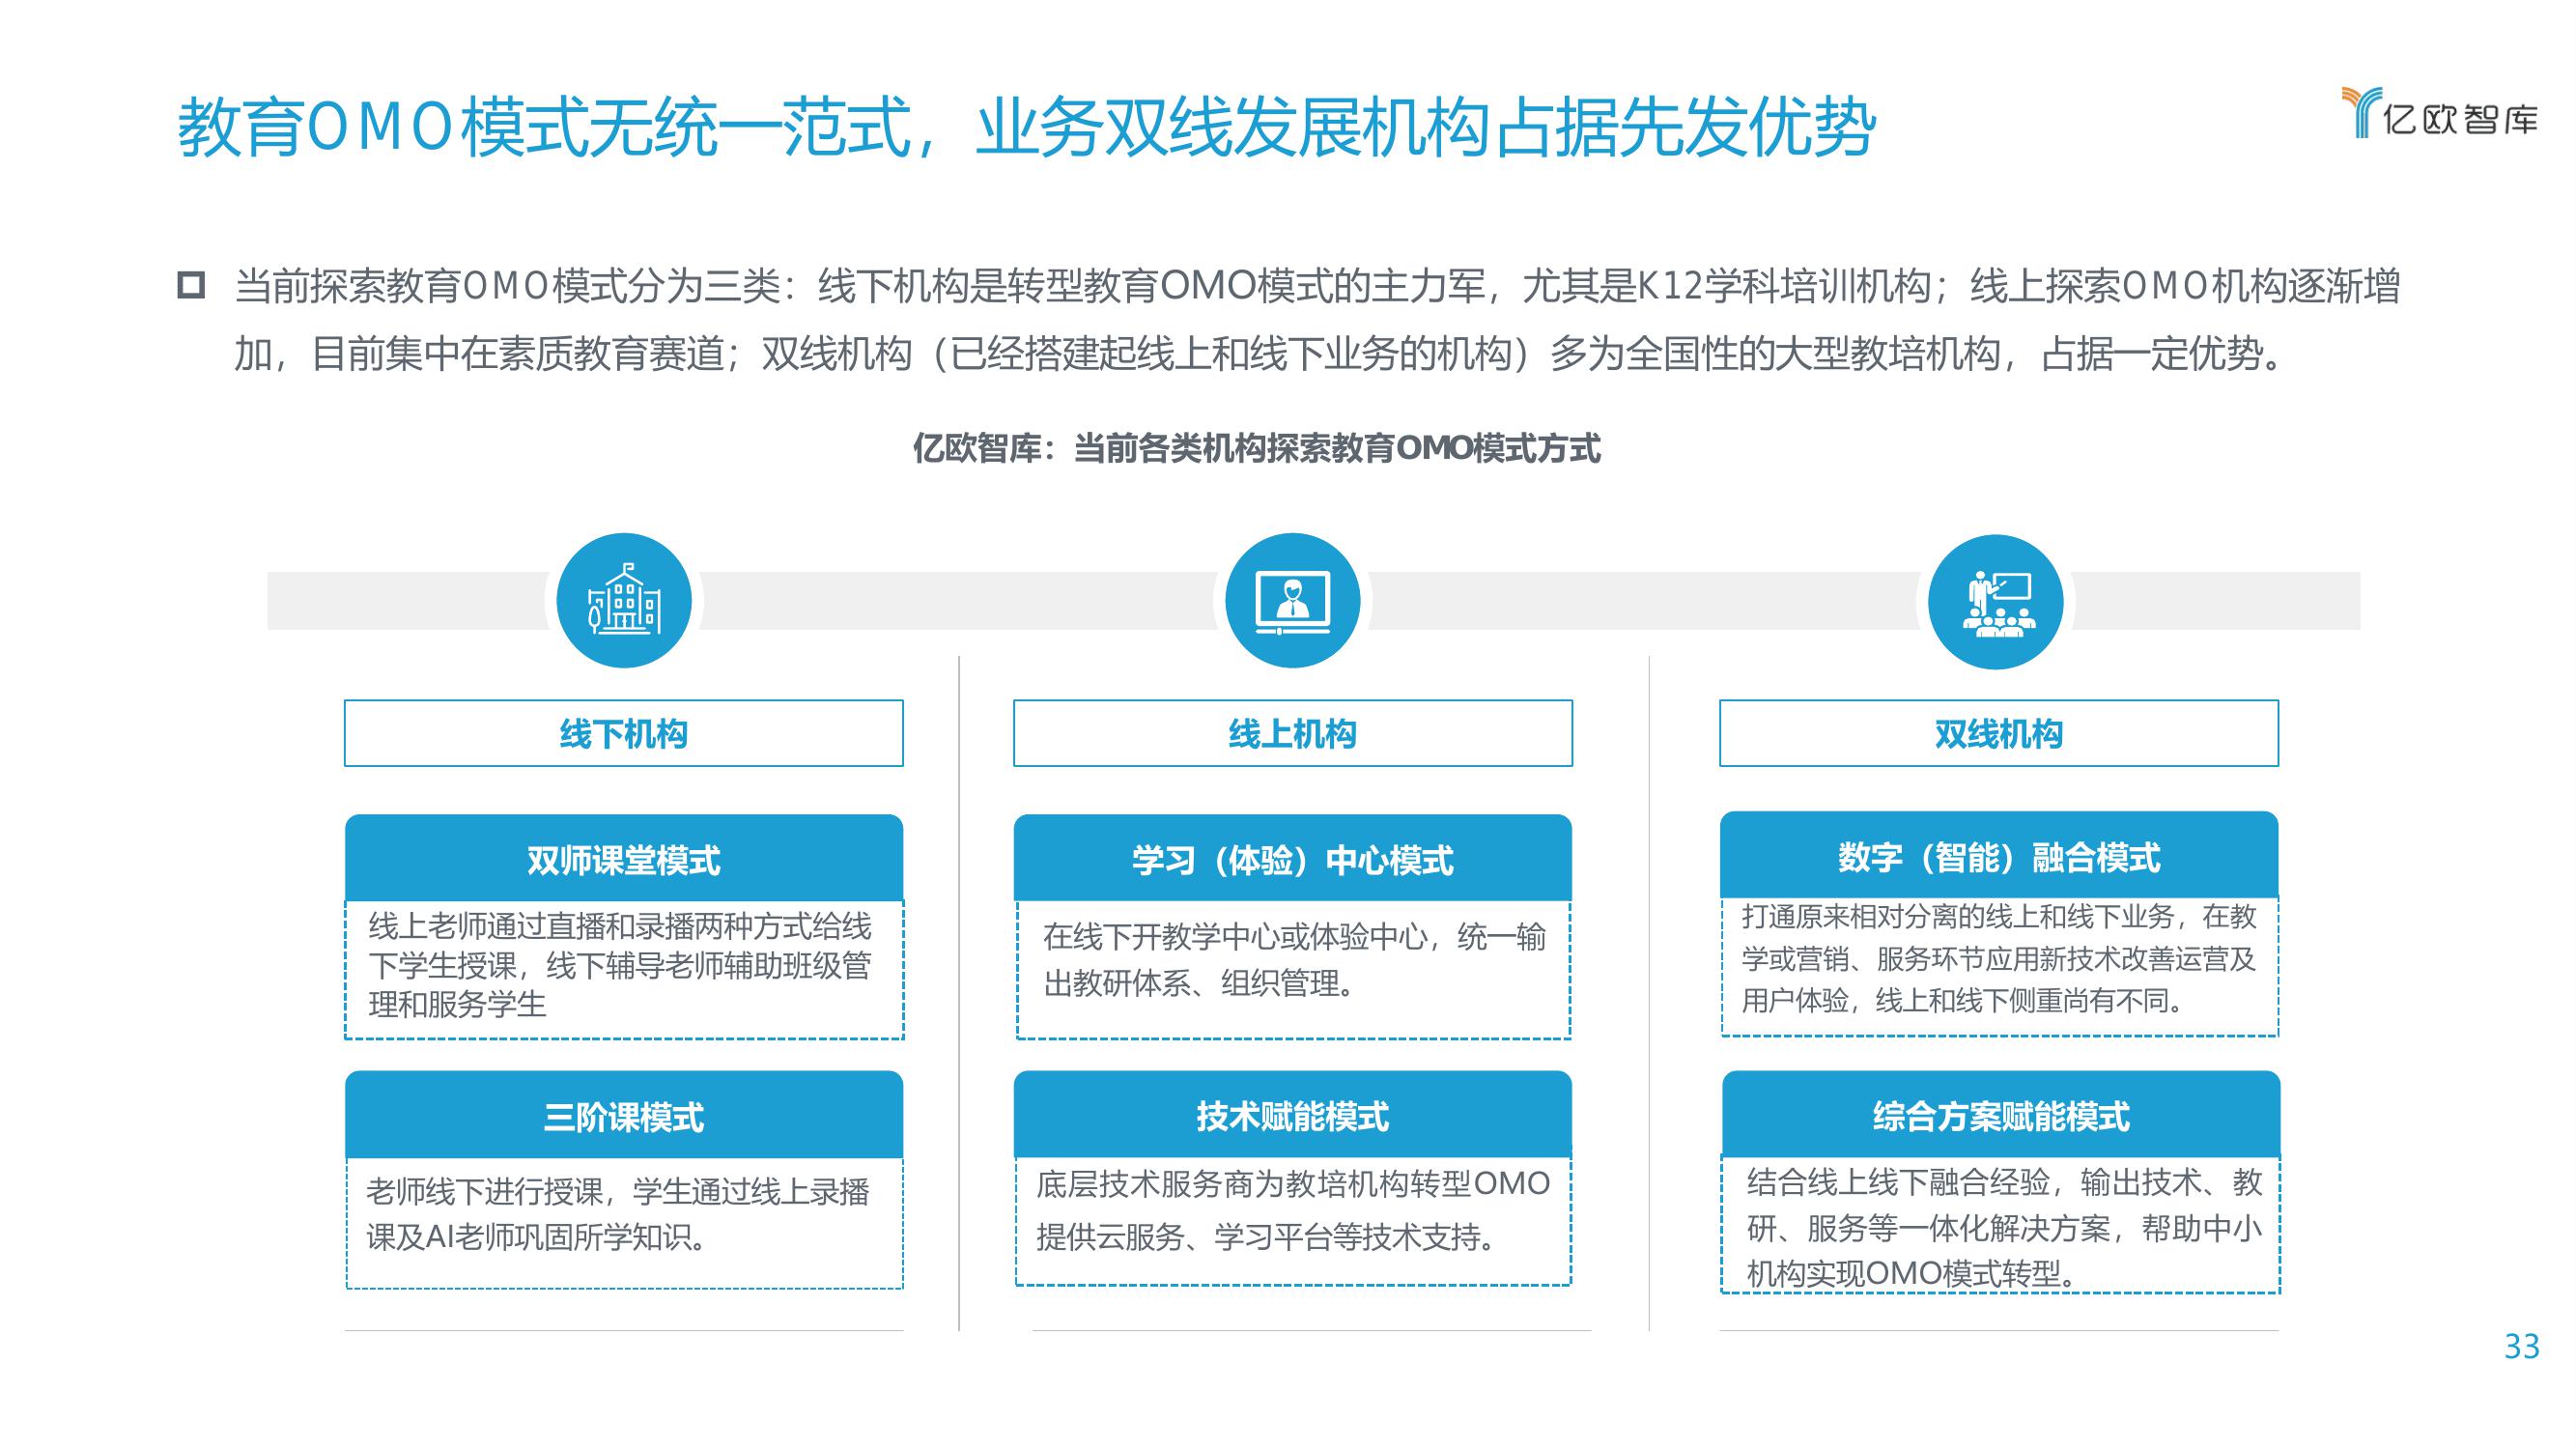 教育OMO模式无统一范式，业务双线发展机构占据先发优势
亿欧智库
当前探索教育OMO模式分为三类：线下机构是转型教育OMO模式的主力军，尤其是K12学科培训机构；线上探索OMO机构逐渐增
加，目前集中在素质教育赛道；双线机构（已经搭建起线上和线下业务的机构）多为全国性的大型教培机构，占据一定优势。
亿欧智库：当前各类机构探索教育OMO模式方式
线下机构
双师课堂模式
线上老师通过直播和录播两种方式给线
下学生授课，线下辅导老师辅助班级管
理和服务学生
三阶课模式
老师线下进行授课，学生通过线上录播
课及AI老师巩固所学知识。
线上机构
学习（体验）中心模式
在线下开教学中心或体验中心，统一输
出教研体系、组织管理。
技术赋能模式
底层技术服务商为教培机构转型OMO
提供云服务、学习平台等技术支持。
双线机构
数字（智能）融合模式
打通原来相对分离的线上和线下业务，在教
学或营销、服务环节应用新技术改善运营及
用户体验，线上和线下侧重尚有不同。
综合方案赋能模式
结合线上线下融合经验，输出技术、教
研、服务等一体化解决方案，帮助中小
机构实现OMO模式转型。
33